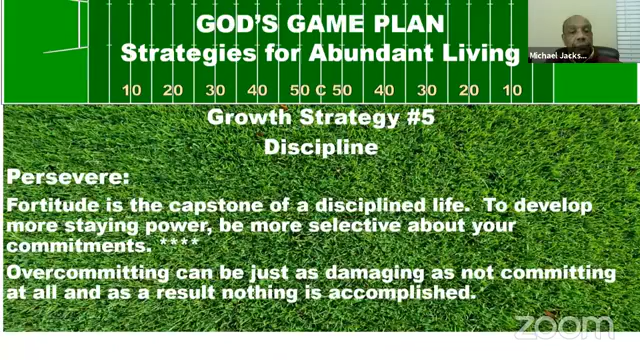 GOD'S GAME PLAN
Strategies for Abundant Living
Michael Jacks...
10 20 30 40 50 C 50 40 30 20 10
Growth Strategy #5
Discipline
Persevere:
Fortitude is the capstone of a disciplined life. To develop
more staying power, be more selective about your
commitments. ****
Overcommitting can be just as damaging as not committing
at all and as a result nothing is accomplished.
zoom